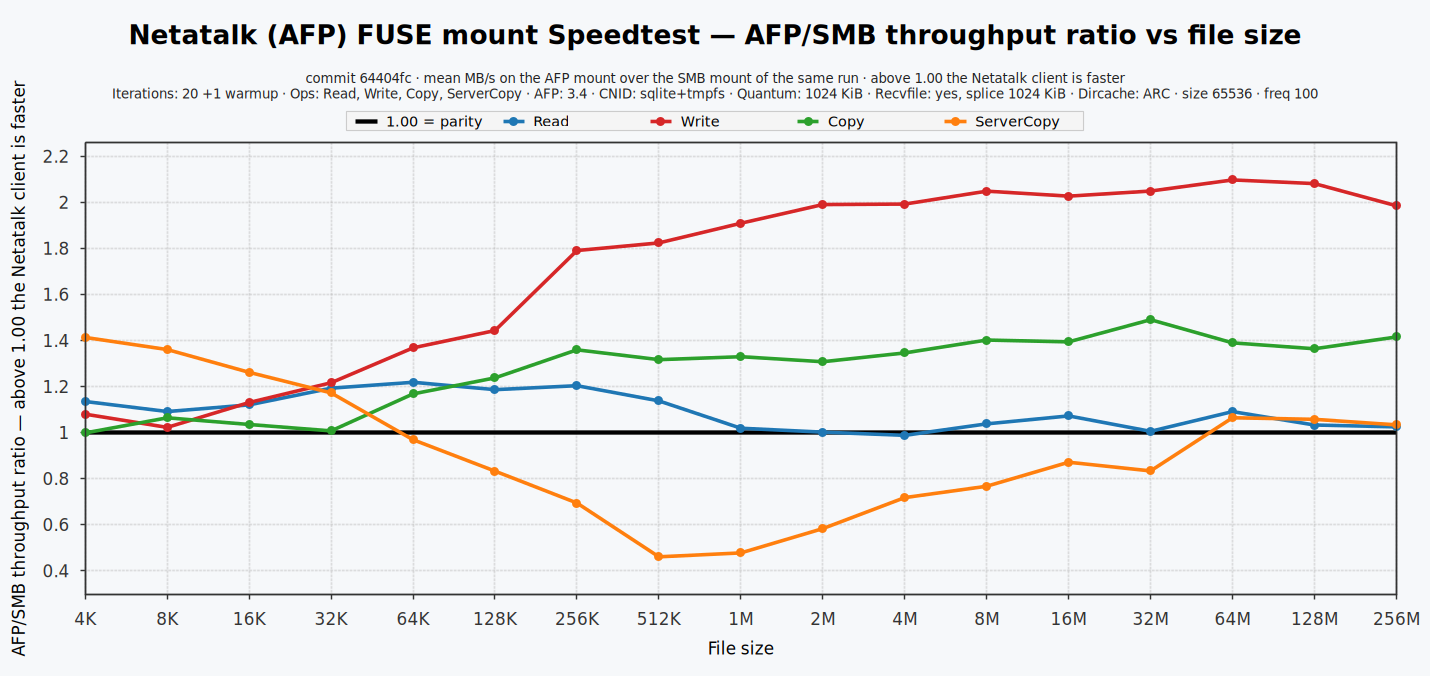 Netatalk (AFP) FUSE mount Speedtest — AFP/SMB throughput ratio vs file size
commit 64404fc · mean MB/s on the AFP mount over the SMB mount of the same run · above 1.00 the Netatalk client is faster
Iterations: 20 +1 warmup · Ops: Read, Write, Copy, ServerCopy · AFP: 3.4 · CNID: sqlite+tmpfs · Quantum: 1024 KiB · Recvfile: yes, splice 1024 KiB · Dircache: ARC · size 65536 · freq 100
1.00 = parity Read Write Copy ServerCopy
AFP/SMB throughput ratio — above 1.00 the Netatalk client is faster
2.2
2
1.8
1.6
1.4
1.2
1
0.8
0.6
0.4
4K 8K 16K 32K 64K 128K 256K 512K 1M 2M 4M 8M 16M 32M 64M 128M 256M
File size